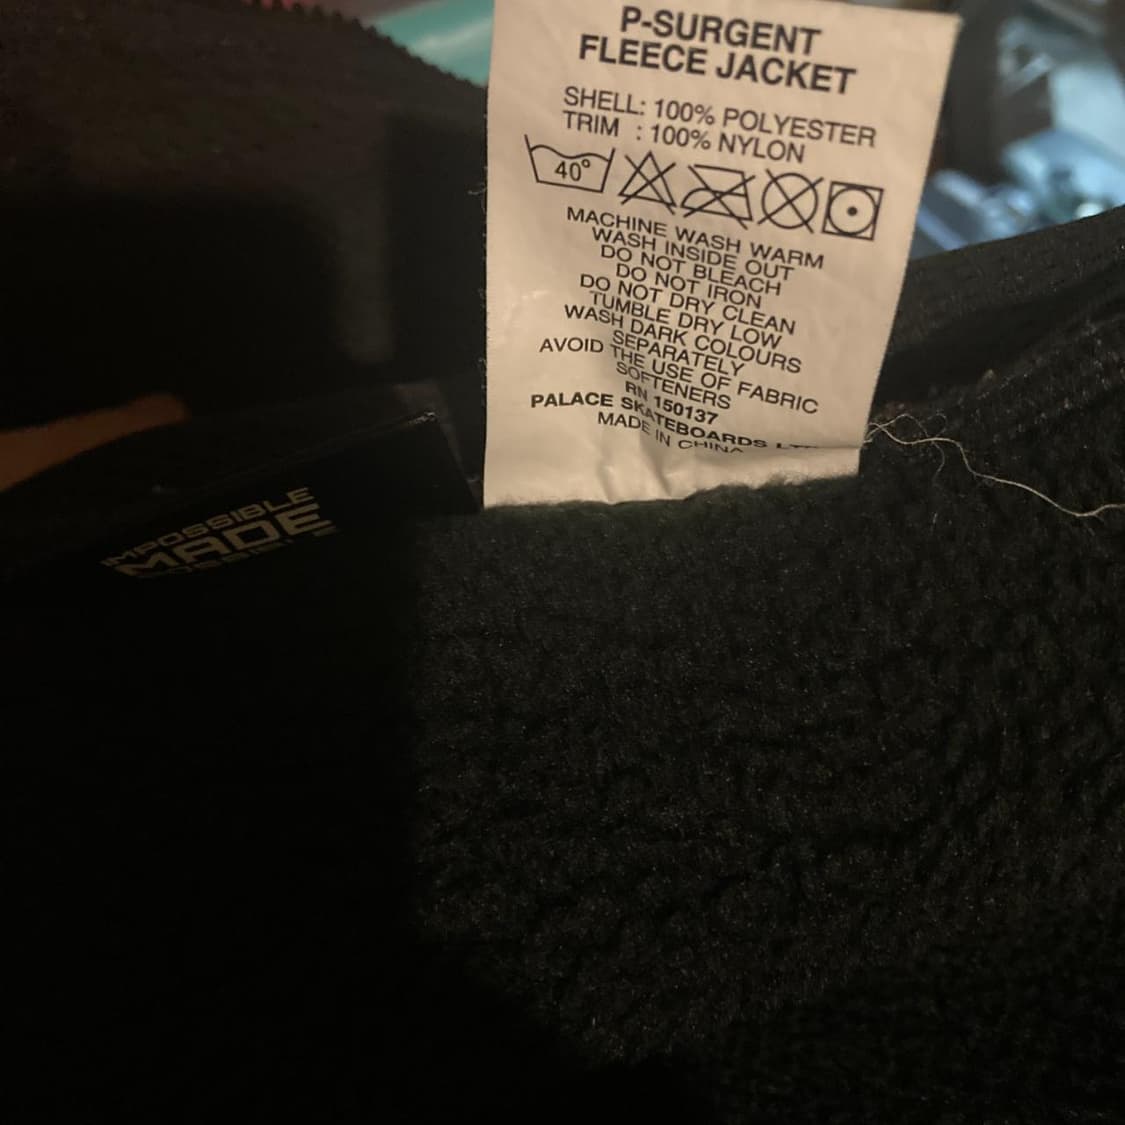 P-SURGENT
FLEECE JACKET
SHELL: 100% POLYESTER
TRIM : 100% NYLON
40°
MACHINE WASH WARM
WASH INSIDE OUT
DO NOT BLEACH
DO NOT IRON
DO NOT DRY CLEAN
TUMBLE DRY LOW
WASH DARK COLOURS
SEPARATELY
AVOID THE USE OF FABRIC
SOFTENERS
RN 150137
PALACE SKATEBOARDS
MADE IN CHINA
IMPOSSIBLE
MADE